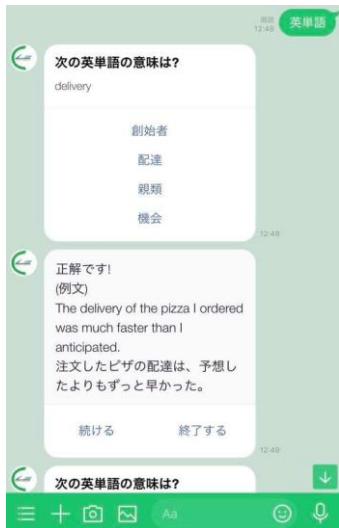 英単語
既読
12:48
次の英単語の意味は?
delivery
創始者
配達
親類
機会
12:48
正解です!
(例文)
The delivery of the pizza I ordered
was much faster than I
anticipated.
注文したピザの配達は、予想し
たよりもずっと早かった。
続ける
終了する
12:48
次の英単語の意味は?
Aa